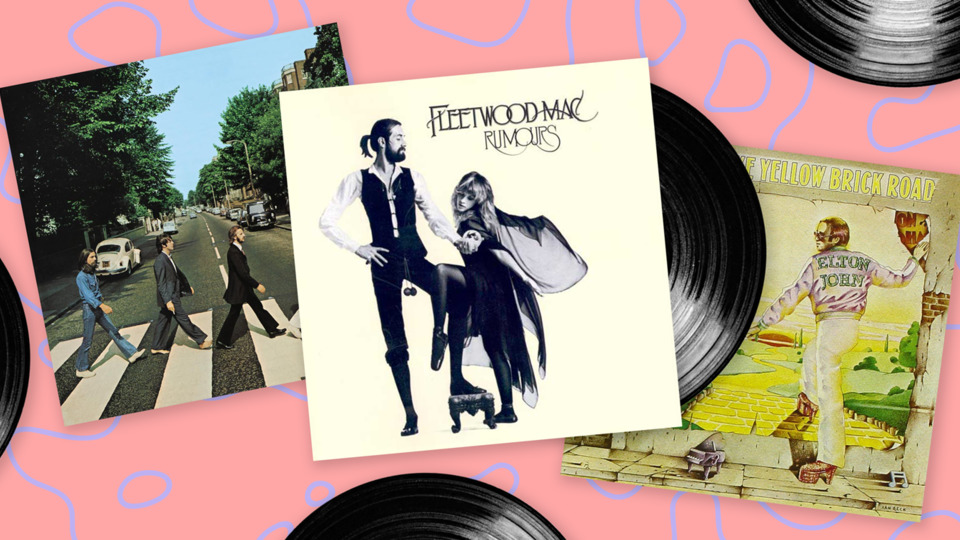 FLEETWOOD MAC
RUMOURS
YELLOW BRICK ROAD
ELTON
JOHN